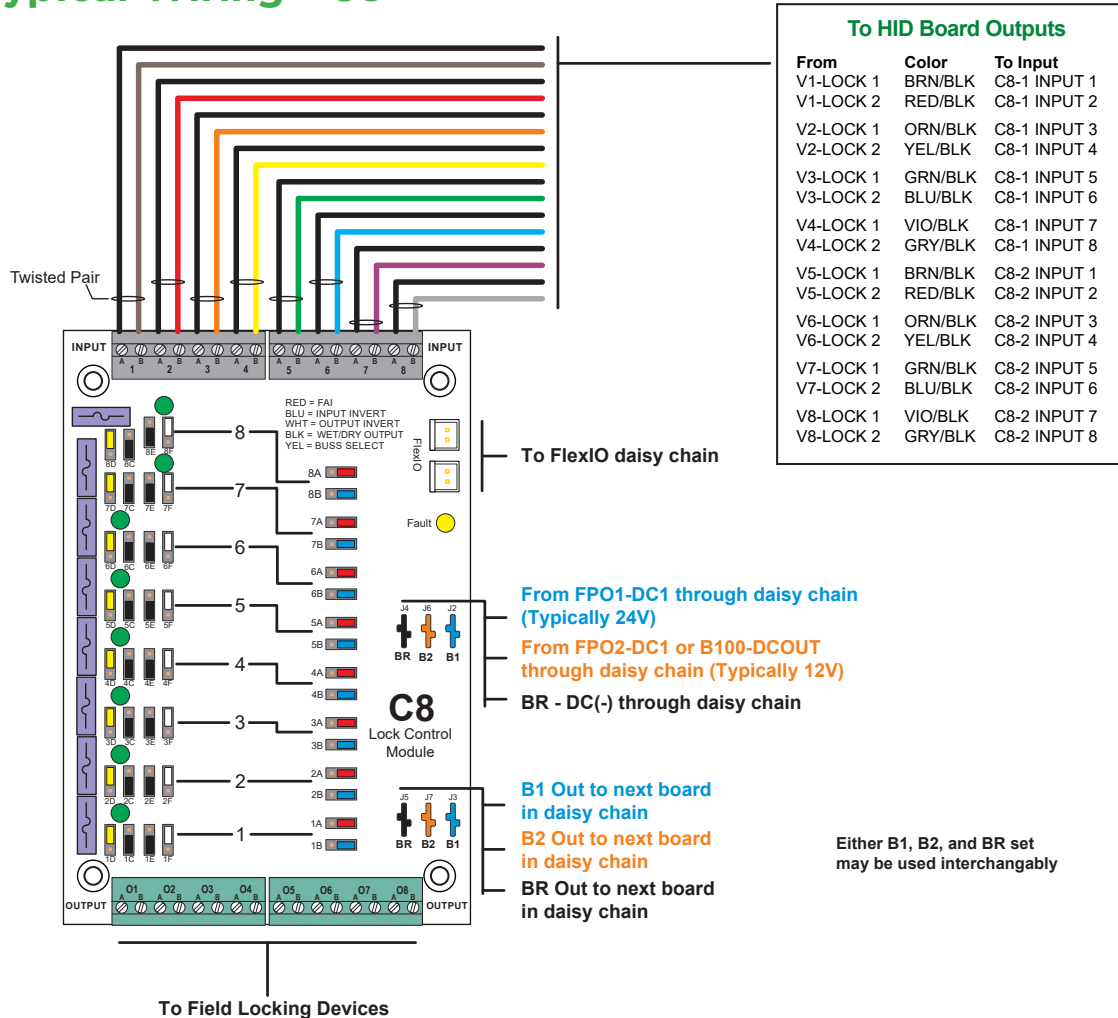 To HID Board Outputs
From Color To Input
V1-LOCK 1 BRN/BLK C8-1 INPUT 1
V1-LOCK 2 RED/BLK C8-1 INPUT 2
V2-LOCK 1 ORN/BLK C8-1 INPUT 3
V2-LOCK 2 YEL/BLK C8-1 INPUT 4
V3-LOCK 1 GRN/BLK C8-1 INPUT 5
V3-LOCK 2 BLU/BLK C8-1 INPUT 6
V4-LOCK 1 VIO/BLK C8-1 INPUT 7
V4-LOCK 2 GRY/BLK C8-1 INPUT 8
V5-LOCK 1 BRN/BLK C8-2 INPUT 1
V5-LOCK 2 RED/BLK C8-2 INPUT 2
V6-LOCK 1 ORN/BLK C8-2 INPUT 3
V6-LOCK 2 YEL/BLK C8-2 INPUT 4
V7-LOCK 1 GRN/BLK C8-2 INPUT 5
V7-LOCK 2 BLU/BLK C8-2 INPUT 6
V8-LOCK 1 VIO/BLK C8-2 INPUT 7
V8-LOCK 2 GRY/BLK C8-2 INPUT 8
Twisted Pair
INPUT INPUT
A B A B A B A B A B A B A B A B
1 2 3 4 5 6 7 8
RED = FAI
BLU = INPUT INVERT
WHT = OUTPUT INVERT
BLK = WET/DRY OUTPUT
YEL = BUSS SELECT
FlexIO
To FlexIO daisy chain
Fault
8
8D 8C 8E 8F
8A
8B
7
7D 7C 7E 7F
7A
7B
6
6D 6C 6E 6F
6A
6B
5
5D 5C 5E 5F
5A
5B
4
4D 4C 4E 4F
4A
4B
3
3D 3C 3E 3F
3A
3B
2
2D 2C 2E 2F
2A
2B
1
1D 1C 1E 1F
1A
1B
J4 J6 J2
BR B2 B1
From FPO1-DC1 through daisy chain
(Typically 24V)
From FPO2-DC1 or B100-DCOUT
through daisy chain (Typically 12V)
BR - DC(-) through daisy chain
C8
Lock Control
Module
J5 J7 J3
BR B2 B1
B1 Out to next board
in daisy chain
B2 Out to next board
in daisy chain
BR Out to next board
in daisy chain
Either B1, B2, and BR set
may be used interchangably
O1 O2 O3 O4 O5 O6 O7 O8
A B A B A B A B A B A B A B A B
OUTPUT OUTPUT
To Field Locking Devices